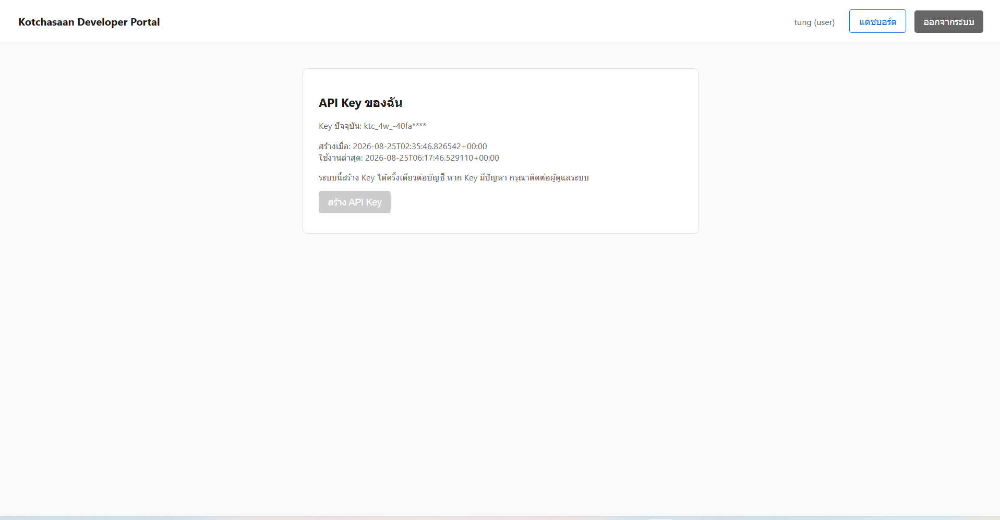 Kotchasaan Developer Portal
tung (user)
แดชบอร์ด
ออกจากระบบ
API Key ของฉัน
Key ปัจจุบัน: ktc_4w_-40fa****
สร้างเมื่อ: 2026-08-25T02:35:46.826542+00:00
ใช้งานล่าสุด: 2026-08-25T06:17:46.529110+00:00
ระบบนี้สร้าง Key ได้ครั้งเดียวต่อบัญชี หาก Key มีปัญหา กรุณาติดต่อผู้ดูแลระบบ
สร้าง API Key